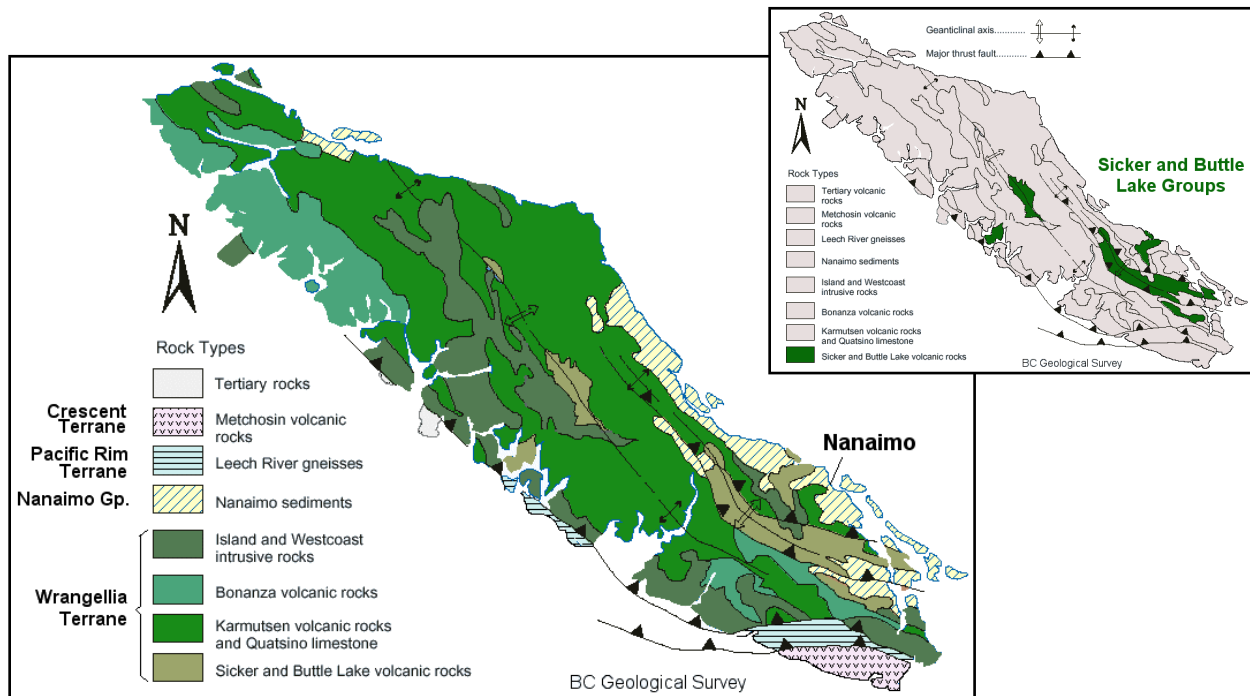 N
Rock Types
Tertiary rocks
Crescent
Terrane
Metchosin volcanic
rocks
Pacific Rim
Terrane
Leech River gneisses
Nanaimo Gp.
Nanaimo sediments
Wrangellia
Terrane
Island and Westcoast
intrusive rocks
Bonanza volcanic rocks
Karmutsen volcanic rocks
and Quatsino limestone
Sicker and Buttle Lake volcanic rocks
Nanaimo
BC Geological Survey
Geanticlinal axis............
Major thrust fault............
N
Sicker and Buttle
Lake Groups
Rock Types
Tertiary volcanic
rocks
Metchosin volcanic
rocks
Leech River gneisses
Nanaimo sediments
Island and Westcoast
intrusive rocks
Bonanza volcanic rocks
Karmutsen volcanic rocks
and Quatsino limestone
Sicker and Buttle Lake volcanic rocks
BC Geological Survey